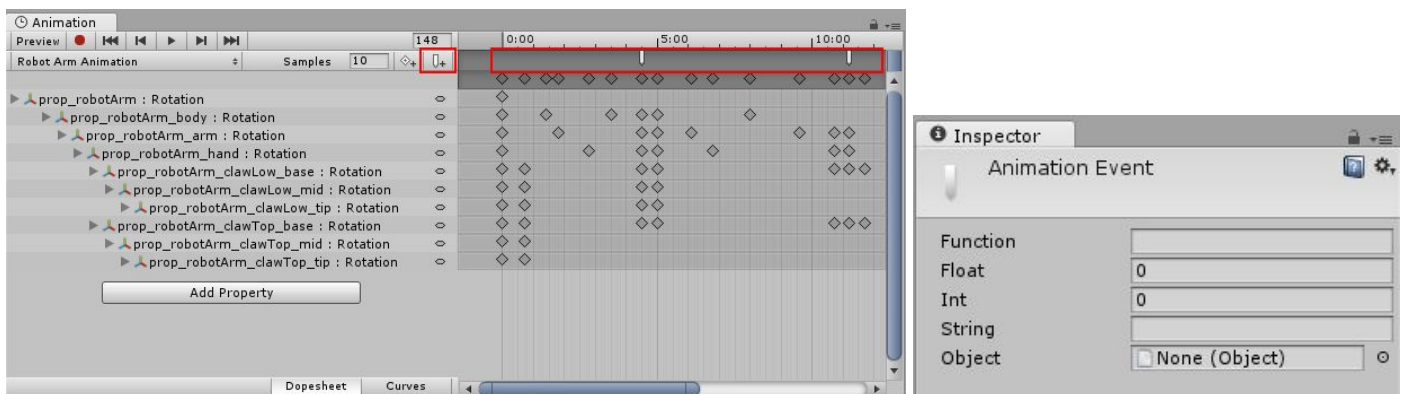 Animation
Preview 148 0:00 5:00 10:00
Robot Arm Animation Samples 10
prop_robotArm : Rotation
prop_robotArm_body : Rotation
prop_robotArm_arm : Rotation
prop_robotArm_hand : Rotation
prop_robotArm_clawLow_base : Rotation
prop_robotArm_clawLow_mid : Rotation
prop_robotArm_clawLow_tip : Rotation
prop_robotArm_clawTop_base : Rotation
prop_robotArm_clawTop_mid : Rotation
prop_robotArm_clawTop_tip : Rotation
Add Property
Dopesheet Curves
Inspector
Animation Event
Function
Float 0
Int 0
String
Object None (Object)